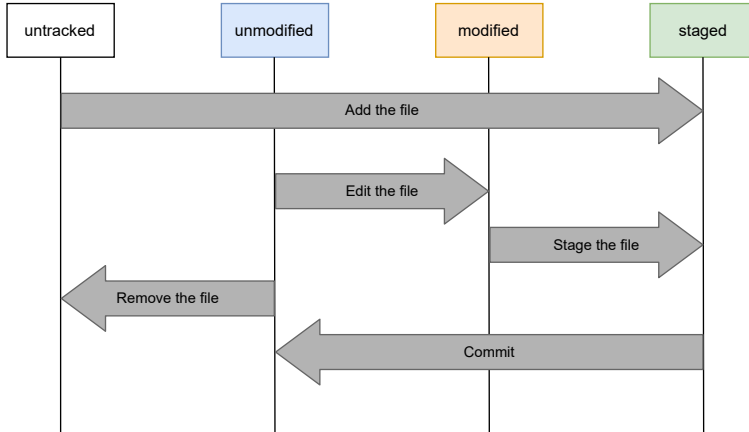 untracked
unmodified
modified
staged
Add the file
Edit the file
Stage the file
Remove the file
Commit